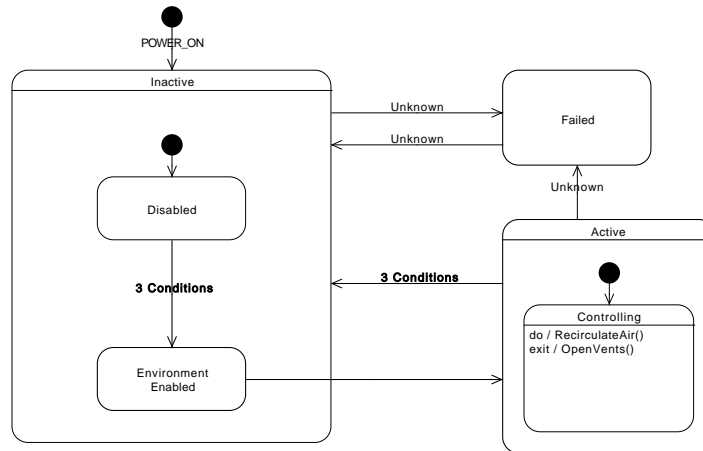 POWER_ON
Inactive
Unknown
Failed
Unknown
Unknown
Disabled
Active
3 Conditions
3 Conditions
Controlling
do / RecirculateAir()
exit / OpenVents()
Environment
Enabled